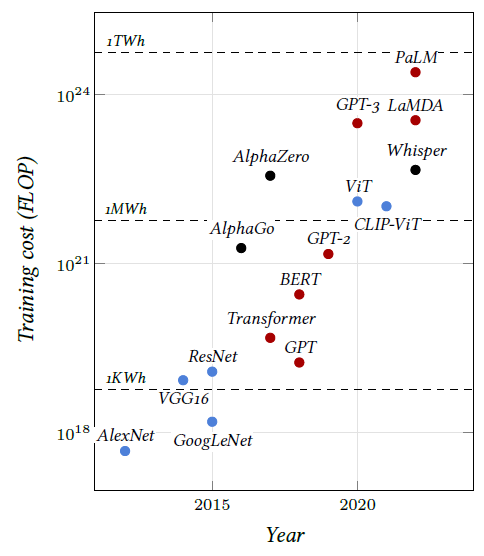 1TWh
PaLM
10^24
GPT-3 LaMDA
Whisper
AlphaZero
ViT
1MWh
CLIP-ViT
AlphaGo
GPT-2
10^21
BERT
Transformer
GPT
ResNet
1KWh
VGG16
10^18
AlexNet
GoogLeNet
2015
2020
Year
Training cost (FLOP)